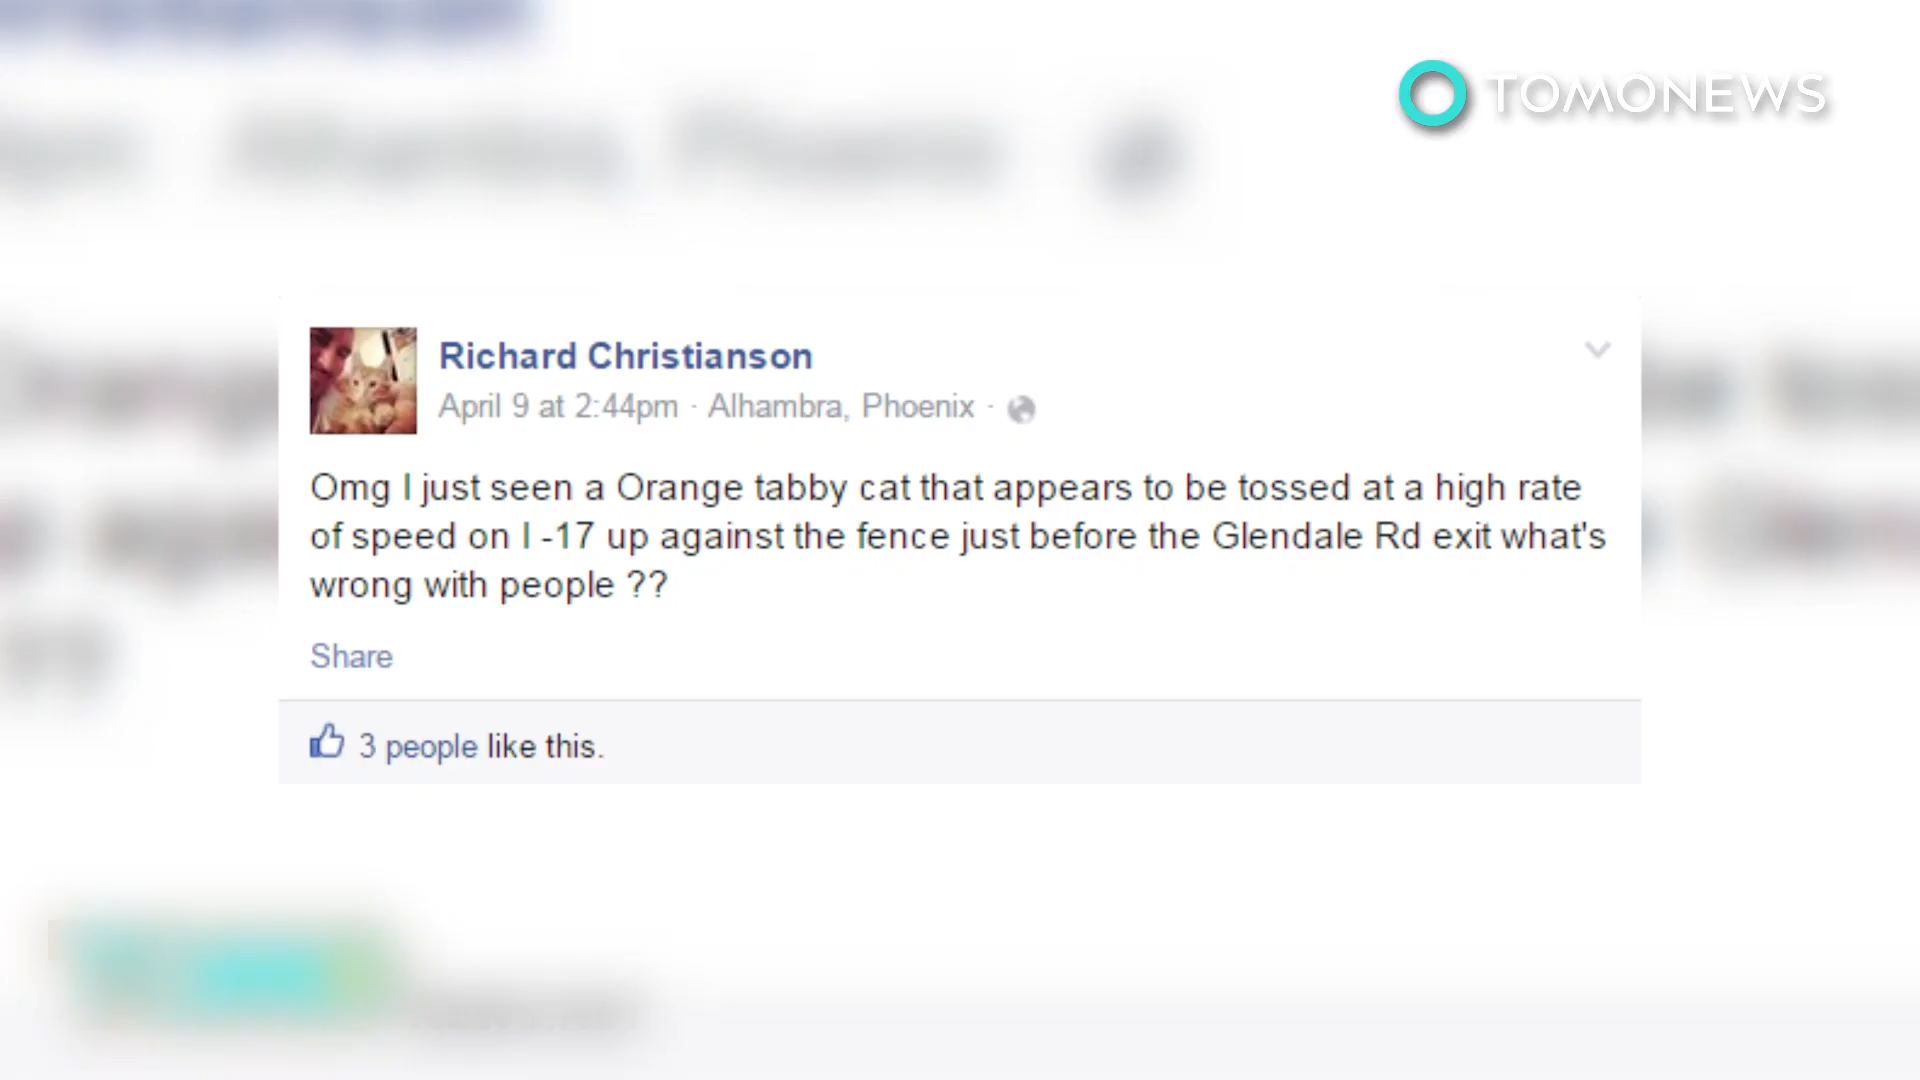 TOMONEWS
Richard Christianson
April 9 at 2:44pm · Alhambra, Phoenix ·
Omg I just seen a Orange tabby cat that appears to be tossed at a high rate
of speed on I -17 up against the fence just before the Glendale Rd exit what's
wrong with people ??
Share
3 people like this.